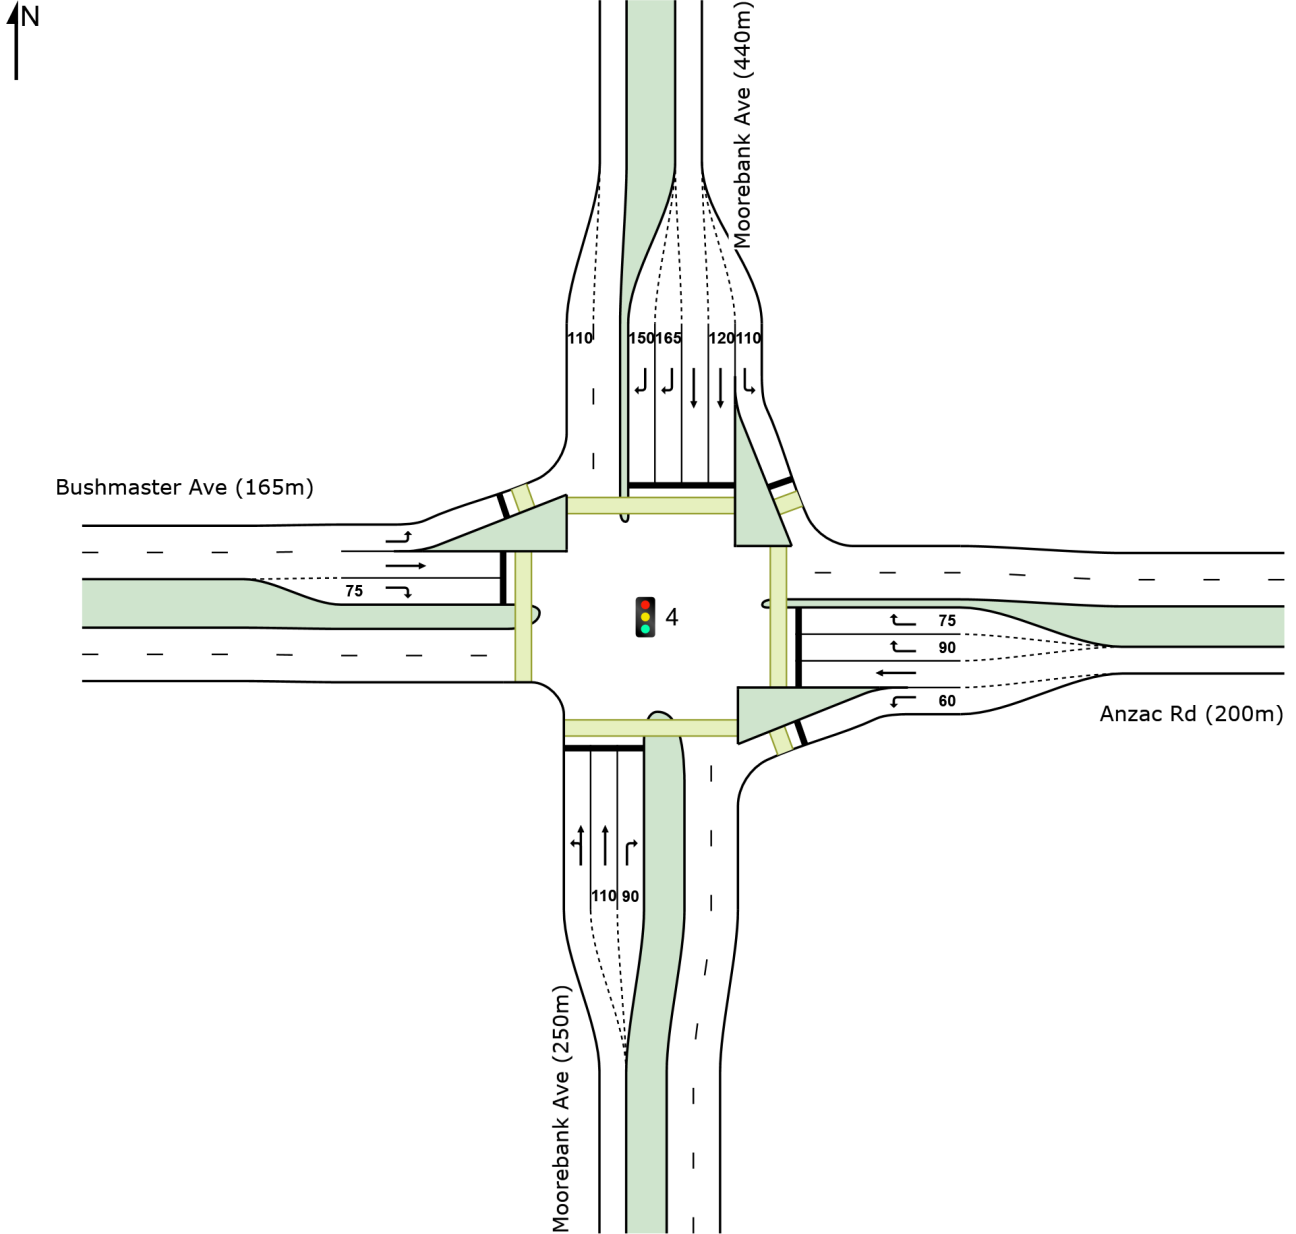 N
Moorebank Ave (440m)
110 150 165 120 110
Bushmaster Ave (165m)
75
4
75
90
60
Anzac Rd (200m)
110 90
Moorebank Ave (250m)